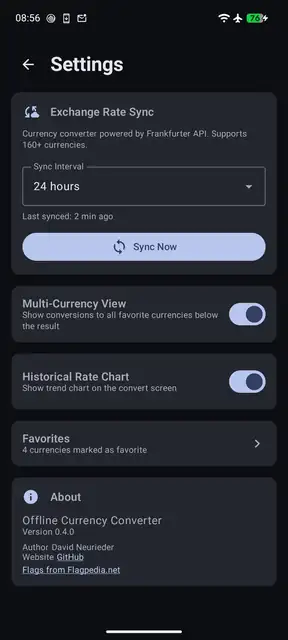 08:56
76
Settings
Exchange Rate Sync
Currency converter powered by Frankfurter API. Supports
160+ currencies.
Sync Interval
24 hours
Last synced: 2 min ago
Sync Now
Multi-Currency View
Show conversions to all favorite currencies below
the result
Historical Rate Chart
Show trend chart on the convert screen
Favorites
4 currencies marked as favorite
About
Offline Currency Converter
Version 0.4.0
Author David Neurieder
Website GitHub
Flags from Flagpedia.net